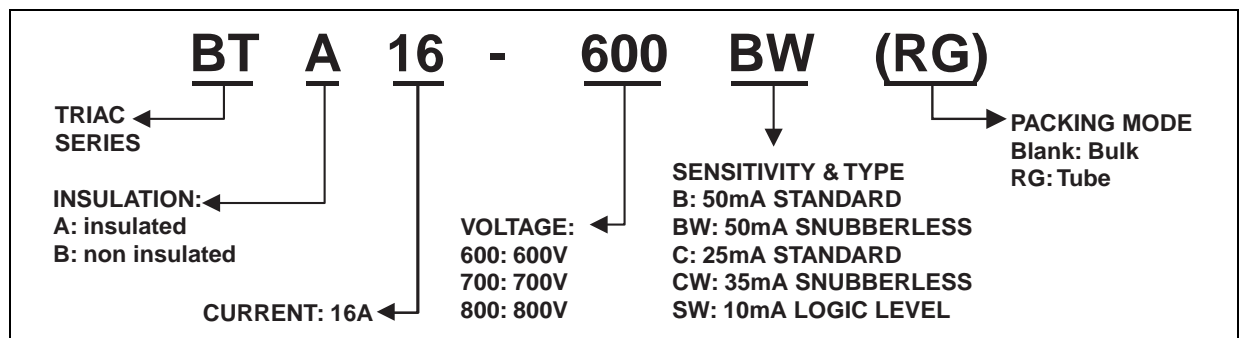 BT A 16 - 600 BW (RG)
TRIAC
SERIES
INSULATION:
A: insulated
B: non insulated
CURRENT: 16A
VOLTAGE:
600: 600V
700: 700V
800: 800V
SENSITIVITY & TYPE
B: 50mA STANDARD
BW: 50mA SNUBBERLESS
C: 25mA STANDARD
CW: 35mA SNUBBERLESS
SW: 10mA LOGIC LEVEL
PACKING MODE
Blank: Bulk
RG: Tube